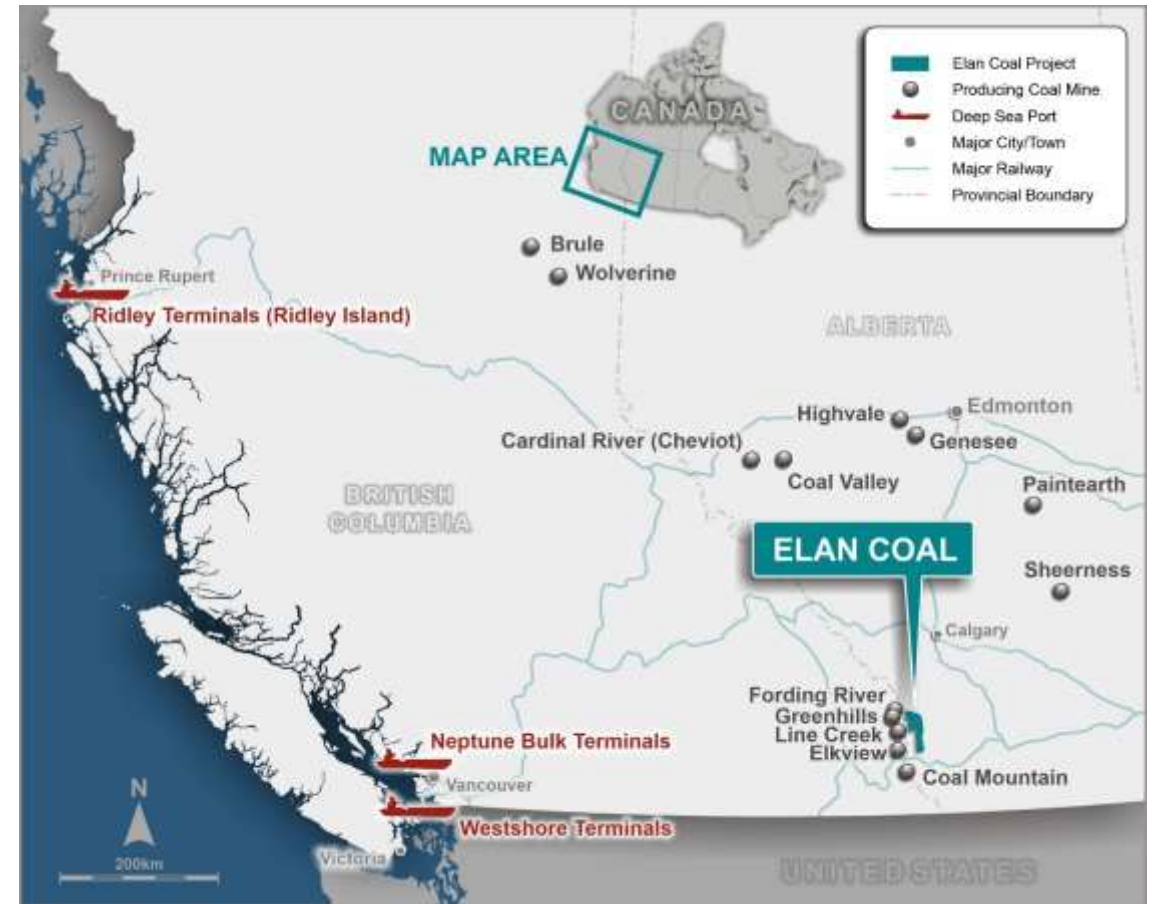 Elan Coal Project
Producing Coal Mine
Deep Sea Port
Major City/Town
Major Railway
Provincial Boundary
CANADA
MAP AREA
Brule
Wolverine
Prince Rupert
Ridley Terminals (Ridley Island)
ALBERTA
Highvale
Edmonton
Genesee
Cardinal River (Cheviot)
Coal Valley
Paintearth
BRITISH
COLUMBIA
ELAN COAL
Sheerness
Calgary
Fording River
Greenhills
Line Creek
Elkview
Coal Mountain
Neptune Bulk Terminals
Vancouver
Westshore Terminals
Victoria
N
200km
UNITED STATES